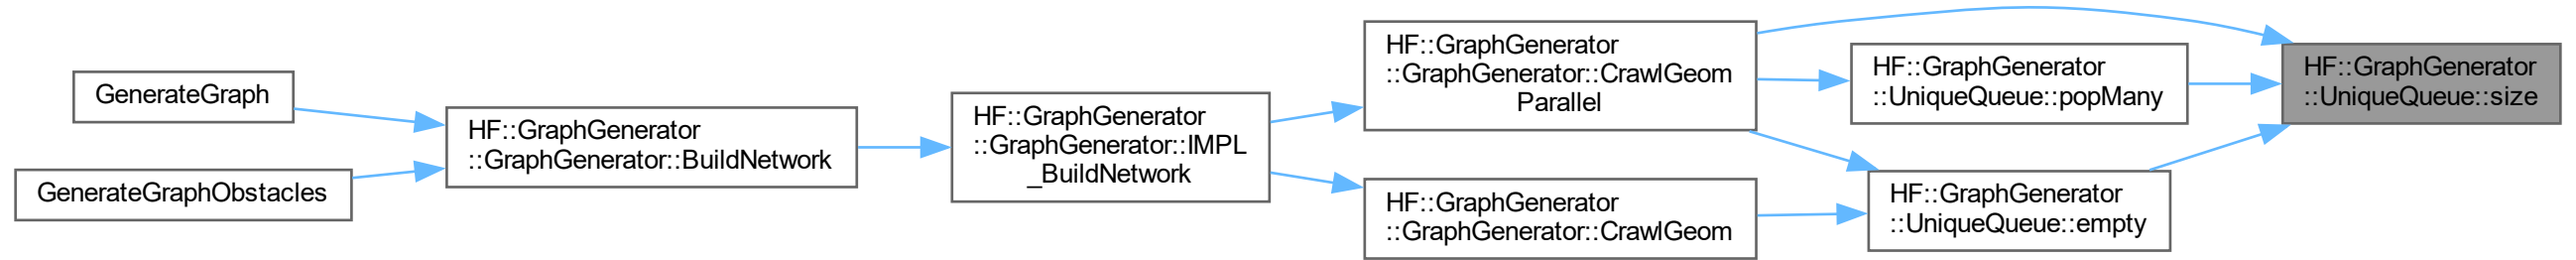 GenerateGraph
GenerateGraphObstacles
HF::GraphGenerator
::GraphGenerator::BuildNetwork
HF::GraphGenerator
::GraphGenerator::IMPL
_BuildNetwork
HF::GraphGenerator
::GraphGenerator::CrawlGeom
Parallel
HF::GraphGenerator
::GraphGenerator::CrawlGeom
HF::GraphGenerator
::UniqueQueue::popMany
HF::GraphGenerator
::UniqueQueue::empty
HF::GraphGenerator
::UniqueQueue::size